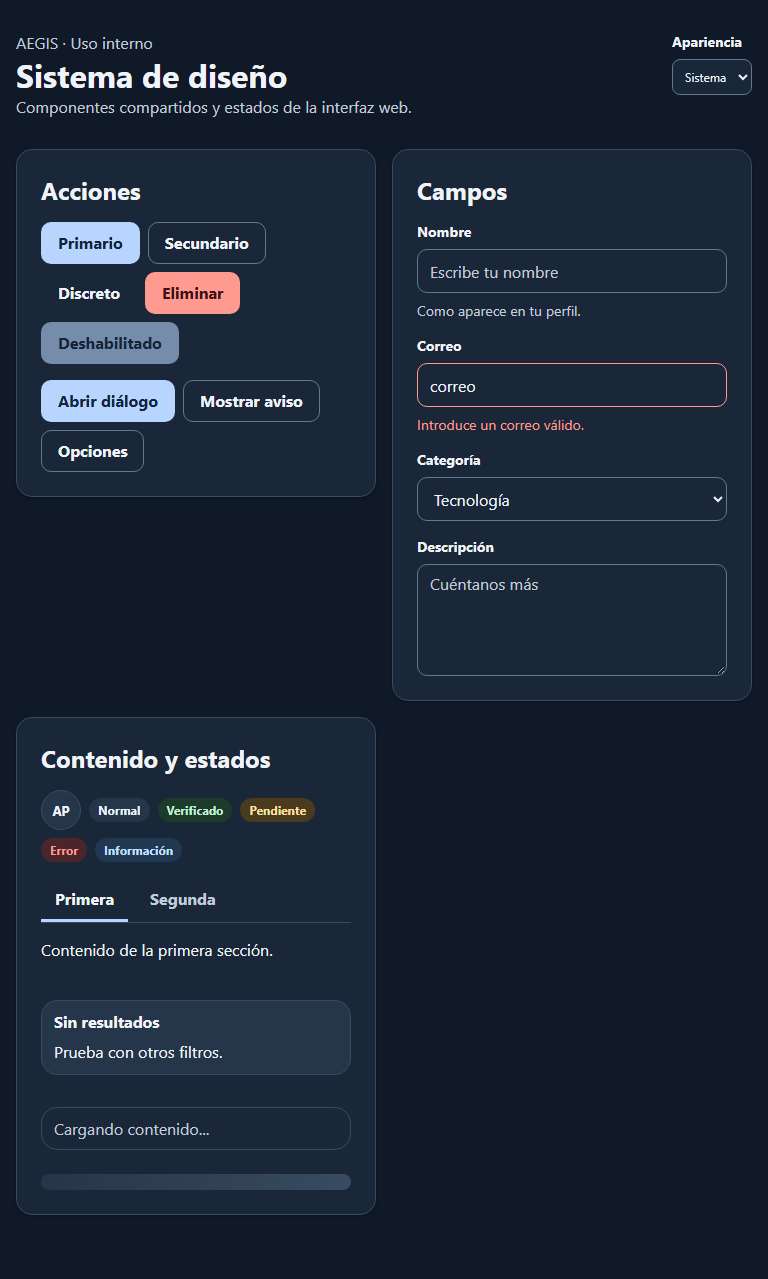 AEGIS · Uso interno
Sistema de diseño
Componentes compartidos y estados de la interfaz web.
Apariencia
Sistema
Acciones
Primario
Secundario
Discreto
Eliminar
Deshabilitado
Abrir diálogo
Mostrar aviso
Opciones
Campos
Nombre
Escribe tu nombre
Como aparece en tu perfil.
Correo
correo
Introduce un correo válido.
Categoría
Tecnología
Descripción
Cuéntanos más
Contenido y estados
AP
Normal
Verificado
Pendiente
Error
Información
Primera
Segunda
Contenido de la primera sección.
Sin resultados
Prueba con otros filtros.
Cargando contenido...